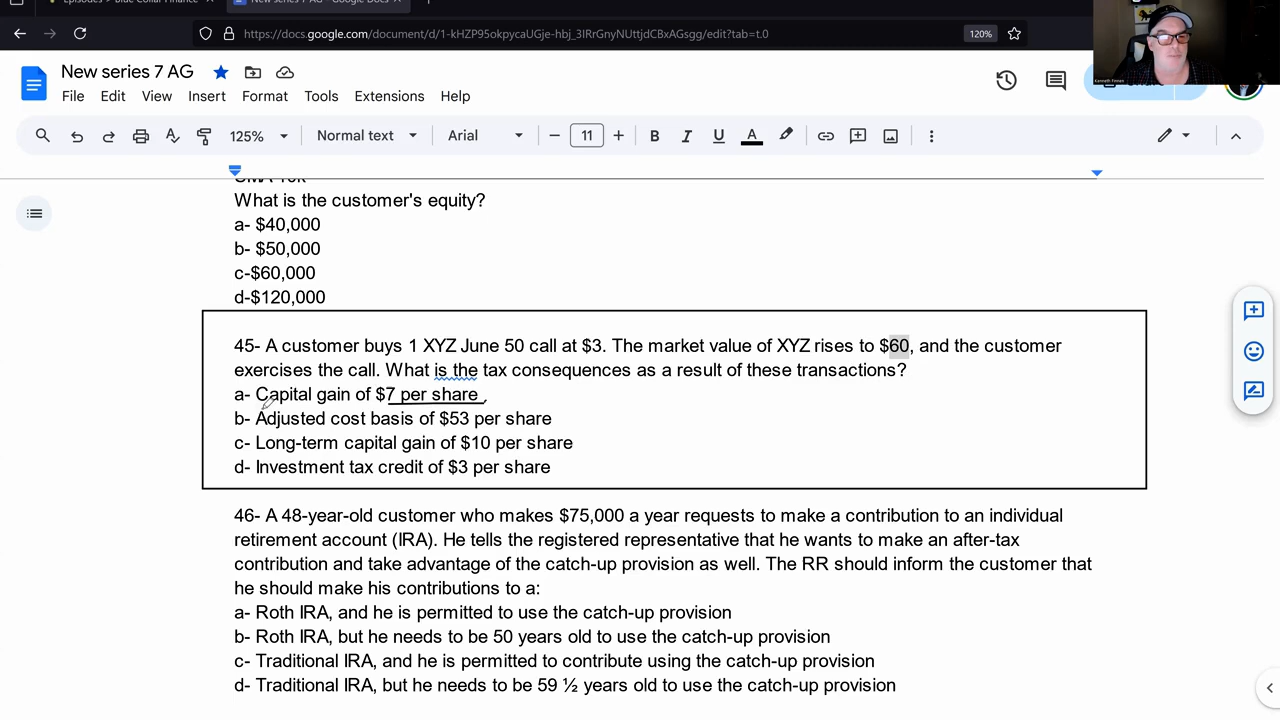 New series 7 AG - Google Docs
https://docs.google.com/document/d/1-kHZP95okpycaUGje-hbj_3IRrGnyNUttjdCBxAGsgg/edit?tab=t.0
120%
New series 7 AG
File Edit View Insert Format Tools Extensions Help
125% Normal text Arial 11 B I U A
What is the customer's equity?
a- $40,000
b- $50,000
c-$60,000
d-$120,000
45- A customer buys 1 XYZ June 50 call at $3. The market value of XYZ rises to $60, and the customer
exercises the call. What is the tax consequences as a result of these transactions?
a- Capital gain of $7 per share
b- Adjusted cost basis of $53 per share
c- Long-term capital gain of $10 per share
d- Investment tax credit of $3 per share
46- A 48-year-old customer who makes $75,000 a year requests to make a contribution to an individual
retirement account (IRA). He tells the registered representative that he wants to make an after-tax
contribution and take advantage of the catch-up provision as well. The RR should inform the customer that
he should make his contributions to a:
a- Roth IRA, and he is permitted to use the catch-up provision
b- Roth IRA, but he needs to be 50 years old to use the catch-up provision
c- Traditional IRA, and he is permitted to contribute using the catch-up provision
d- Traditional IRA, but he needs to be 59 ½ years old to use the catch-up provision